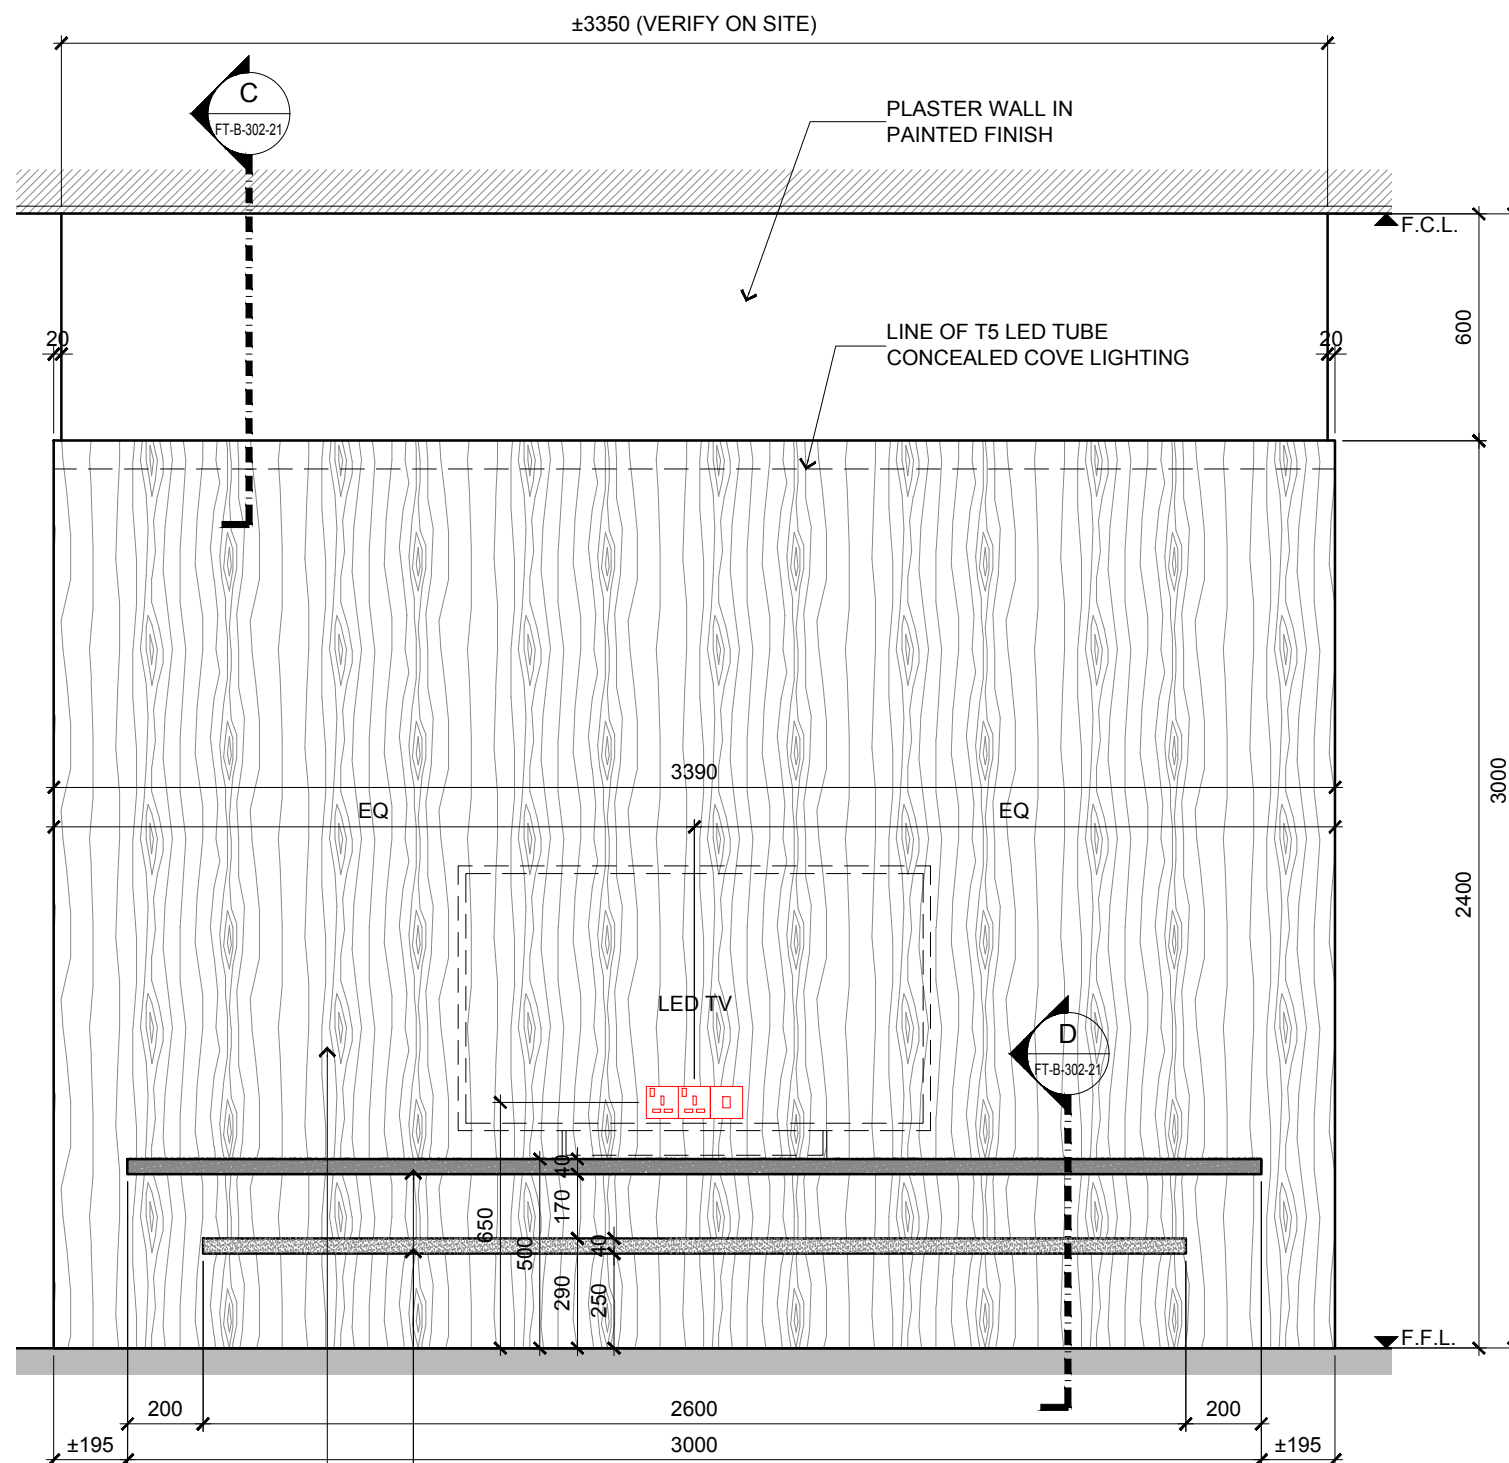 ±3350 (VERIFY ON SITE)
C
FT-B-302-21
PLASTER WALL IN
PAINTED FINISH
F.C.L.
20
LINE OF T5 LED TUBE
CONCEALED COVE LIGHTING
20
600
3390
EQ
EQ
3000
2400
LED TV
D
FT-B-302-21
40
170
650
500
40
290
250
F.F.L.
200
2600
200
±195
3000
±195